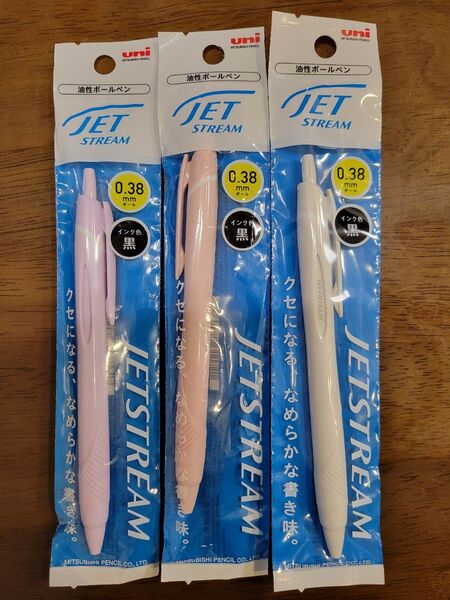 uni
MITSUBISHI PENCIL
油性ボールペン
JET
STREAM
0.38
mm
ボール
インク色
黒
クセになる、なめらかな書き味。
JETSTREAM
MITSUBISHI PENCIL CO., LTD.
uni
MITSUBISHI PENCIL
油性ボールペン
JET
STREAM
0.38
mm
ボール
インク色
黒
クセになる、なめらかな書き味。
JETSTREAM
MITSUBISHI PENCIL CO., LTD.
uni
MITSUBISHI PENCIL
油性ボールペン
JET
STREAM
0.38
mm
ボール
インク色
黒
クセになる、なめらかな書き味。
JETSTREAM
MITSUBISHI PENCIL CO., LTD.